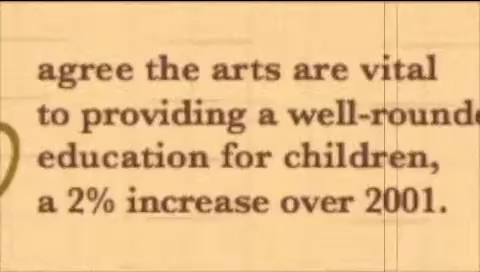 agree the arts are vital
to providing a well-rounde
education for children,
a 2% increase over 2001.